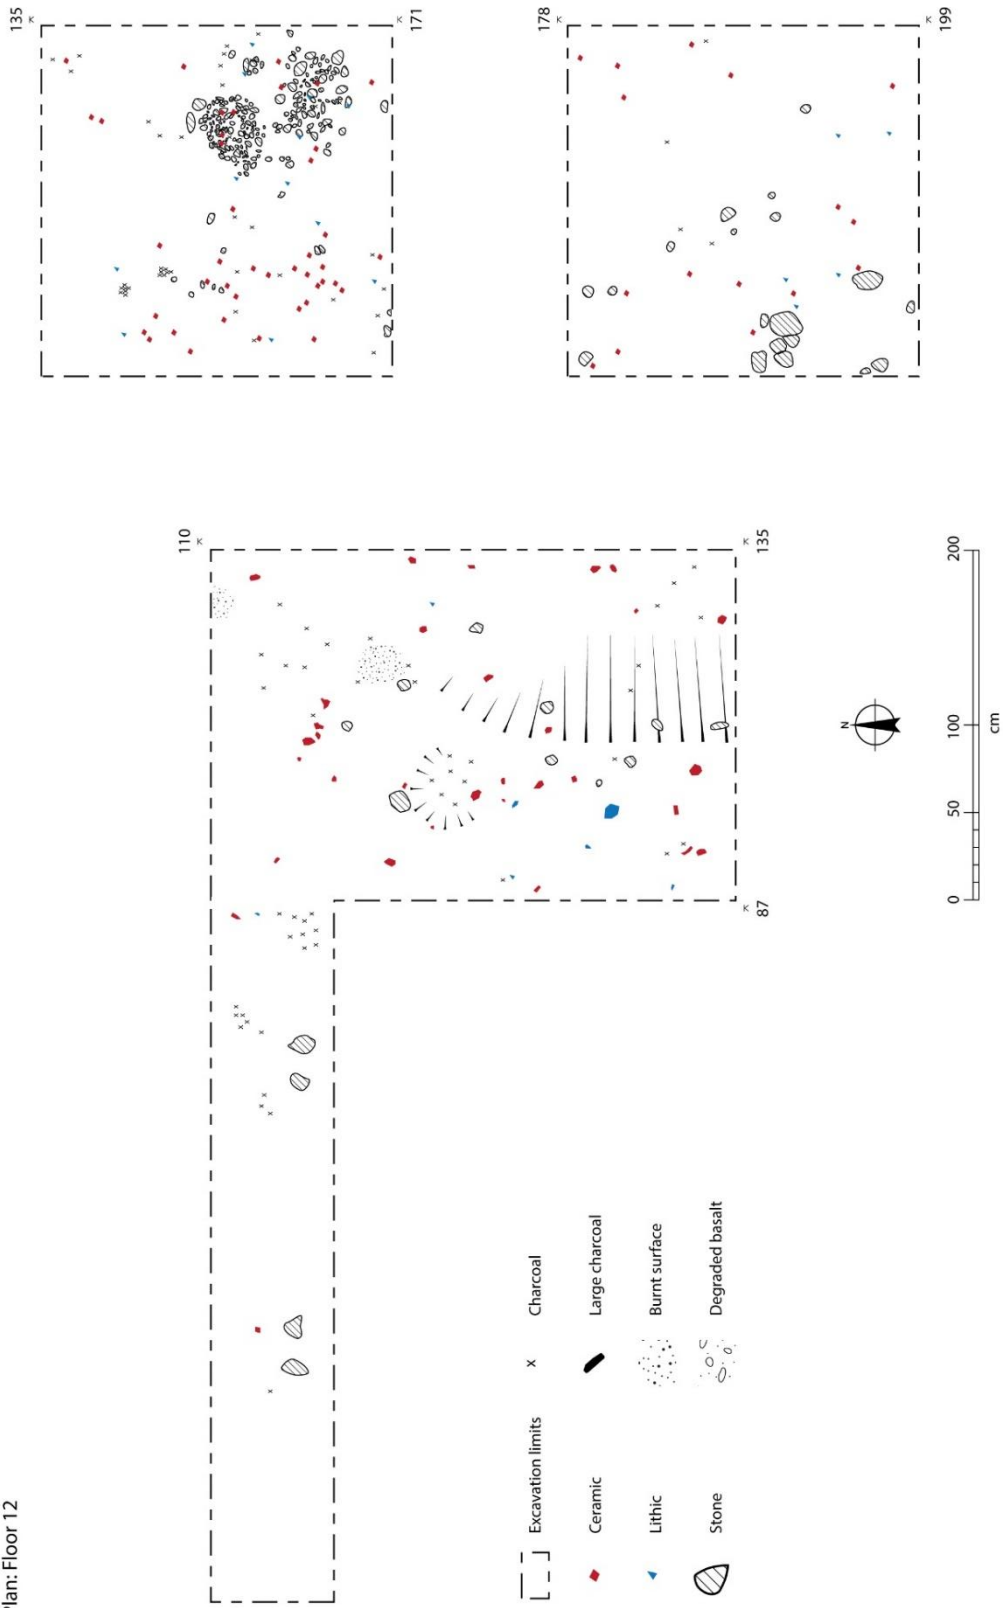 Plan: Floor 12
135
171
178
199
110
135
87
Excavation limits
Ceramic
Lithic
Stone
Charcoal
Large charcoal
Burnt surface
Degraded basalt
N
0
50
100
200
cm